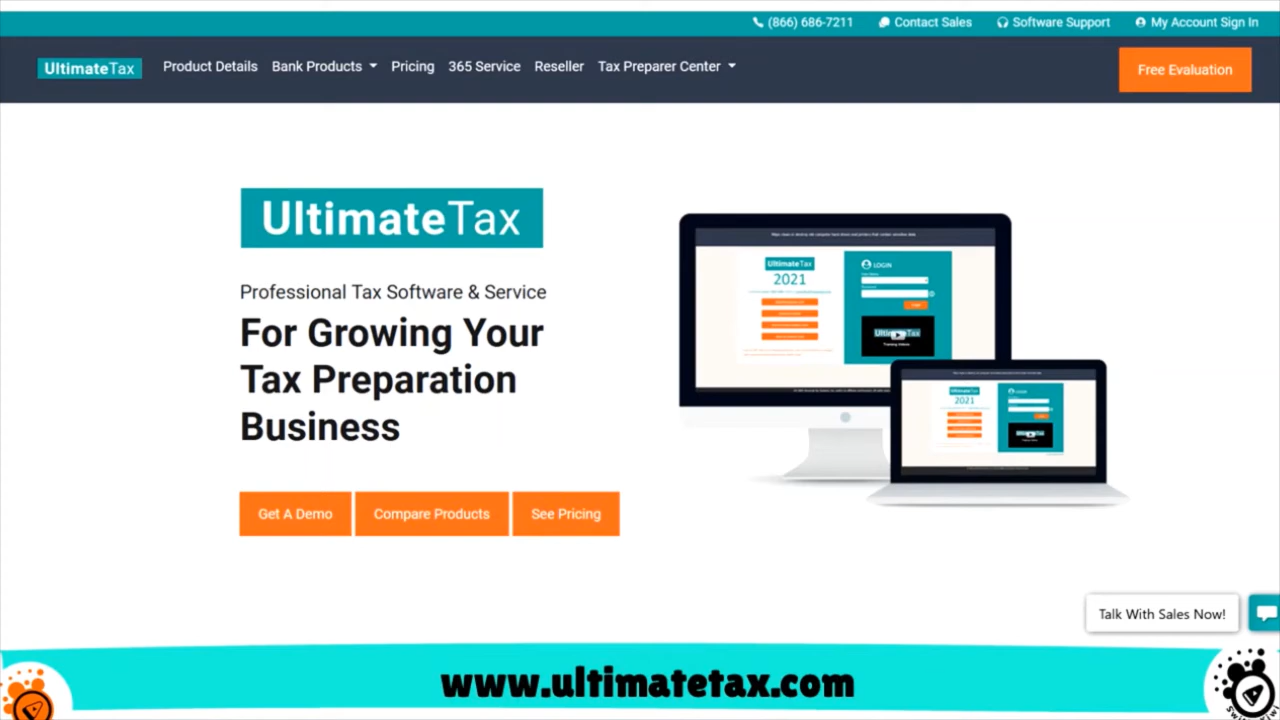 (866) 686-7211 Contact Sales Software Support My Account Sign In
UltimateTax Product Details Bank Products Pricing 365 Service Reseller Tax Preparer Center Free Evaluation
UltimateTax
Professional Tax Software & Service
For Growing Your
Tax Preparation
Business
Get A Demo Compare Products See Pricing
UltimateTax
2021
LOGIN
UltimateTax
2021
LOGIN
Talk With Sales Now!
www.ultimatetax.com